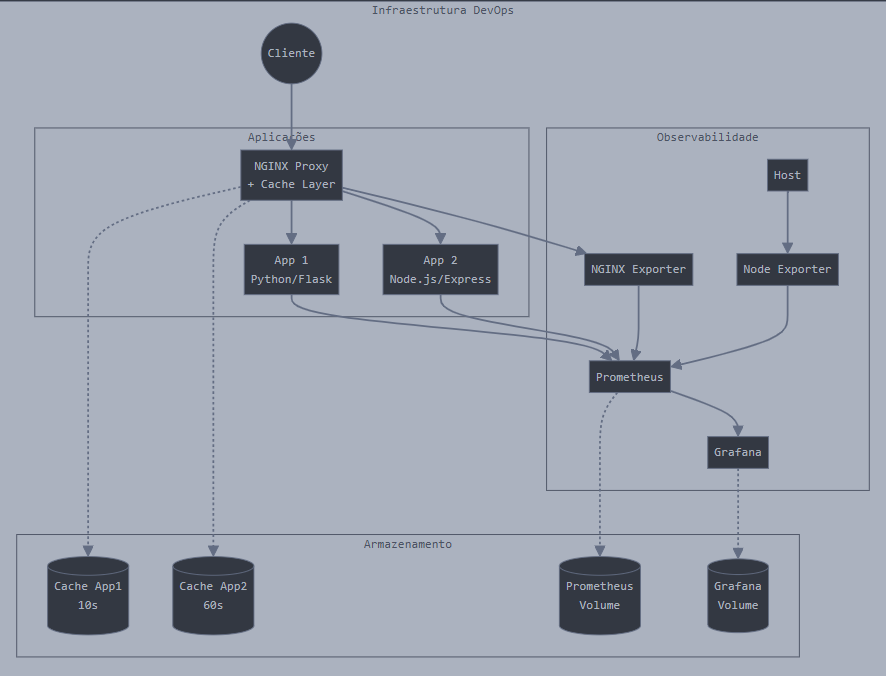 Infraestrutura DevOps
Cliente
Aplicações
NGINX Proxy
+ Cache Layer
App 1
Python/Flask
App 2
Node.js/Express
Observabilidade
Host
NGINX Exporter
Node Exporter
Prometheus
Grafana
Armazenamento
Cache App1
10s
Cache App2
60s
Prometheus
Volume
Grafana
Volume